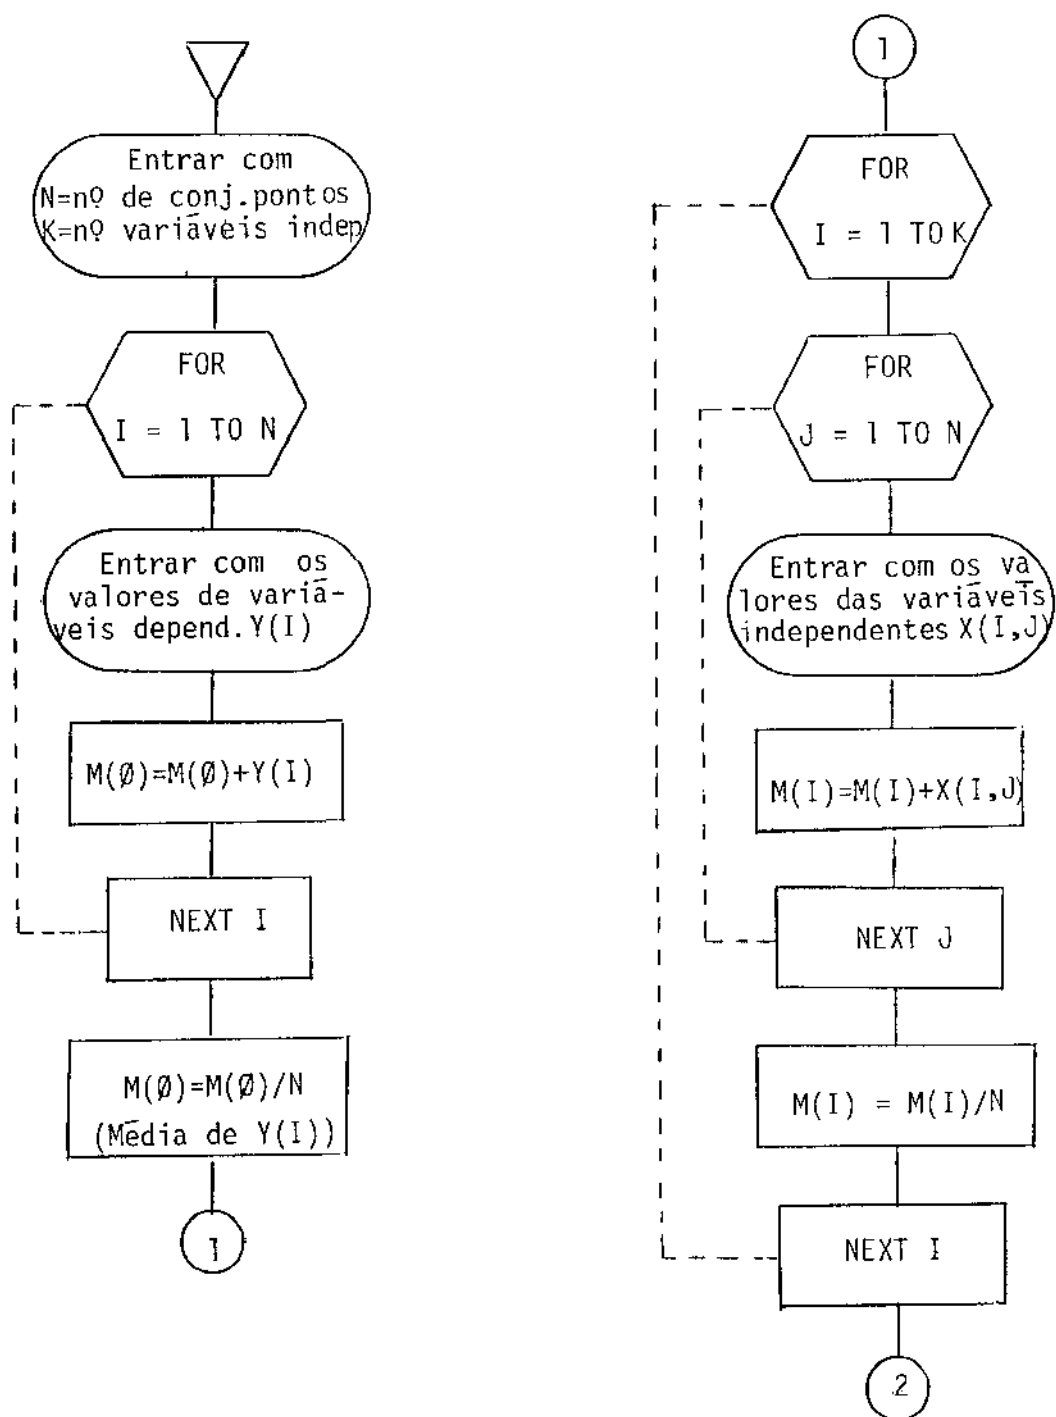 Entrar com
N=nº de conj.pontos
K=nº variáveis indep
FOR
I = 1 TO N
Entrar com os
valores de variá-
veis depend.Y(I)
M(Ø)=M(Ø)+Y(I)
NEXT I
M(Ø)=M(Ø)/N
(Média de Y(I))
1
1
FOR
I = 1 TO K
FOR
J = 1 TO N
Entrar com os va
lores das variáveis
independentes X(I,J)
M(I)=M(I)+X(I,J)
NEXT J
M(I) = M(I)/N
NEXT I
2